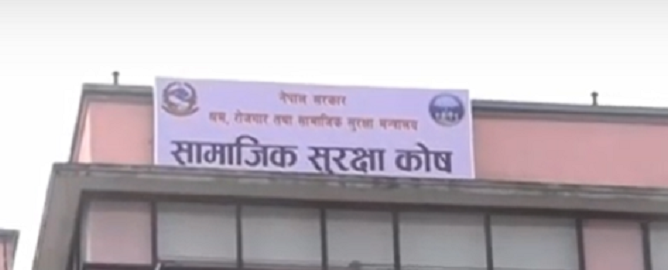 नेपाल सरकार
श्रम, रोजगार तथा सामाजिक सुरक्षा मन्त्रालय
सामाजिक सुरक्षा कोष